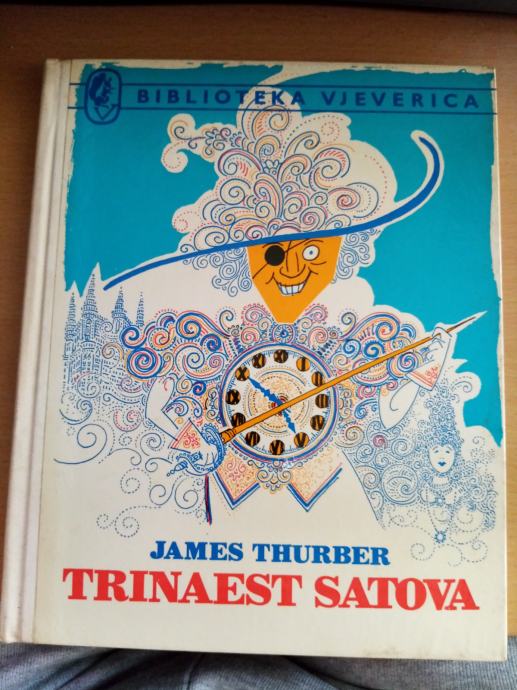 BIBLIOTEKA VJEVERICA
JAMES THURBER
TRINAEST SATOVA